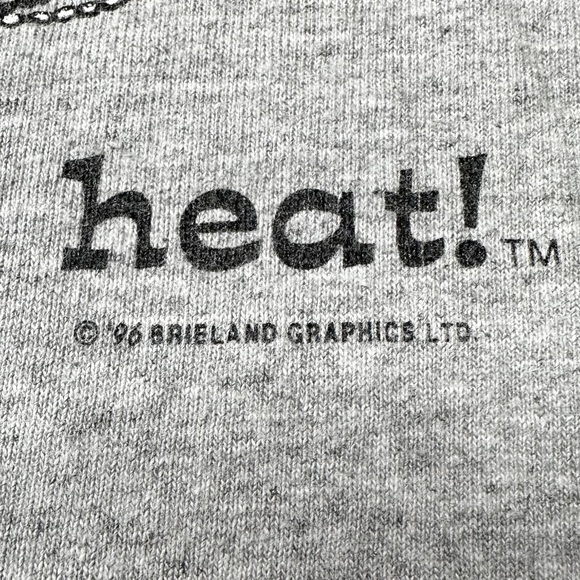 heat!™
© '96 BRIELAND GRAPHICS LTD.